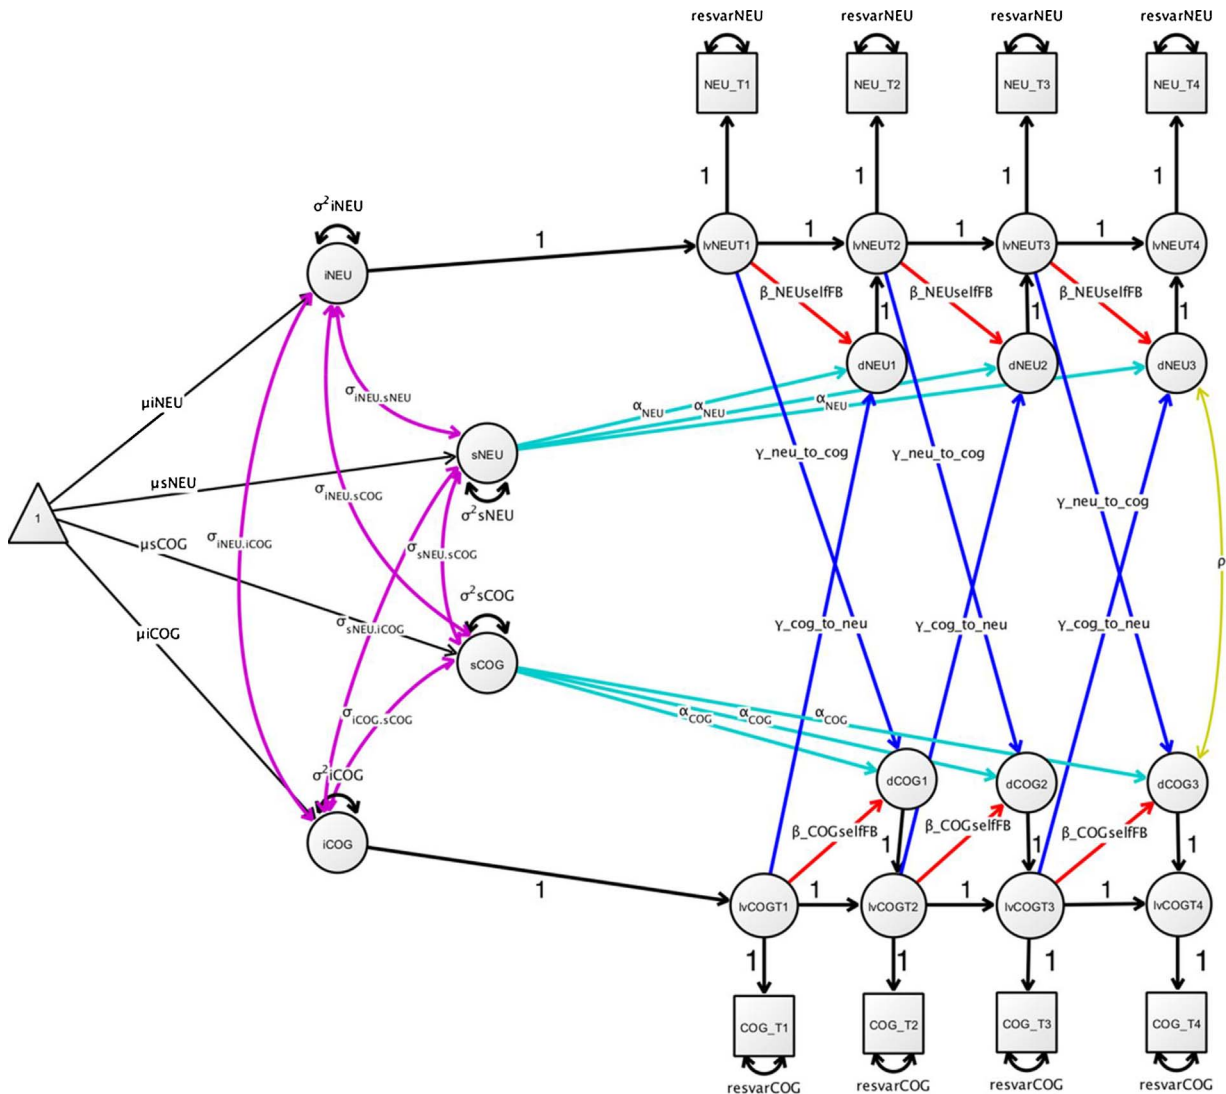 resvarNEU resvarNEU resvarNEU resvarNEU
NEU_T1 NEU_T2 NEU_T3 NEU_T4
1 1 1 1
σ²iNEU
iNEU
1
lvNEUT1 1 lvNEUT2 1 lvNEUT3 1 lvNEUT4
β_NEUselfFB β_NEUselfFB β_NEUselfFB
1 1 1
dNEU1 dNEU2 dNEU3
μiNEU
σiNEU.sNEU
αNEU αNEU αNEU
γ_neu_to_cog γ_neu_to_cog
sNEU
μsNEU
σiNEU.sCOG
σ²sNEU
γ_neu_to_cog
1
σiNEU.iCOG
μsCOG
σsNEU.sCOG
ρ
σ²sCOG
μiCOG
σsNEU.iCOG
γ_cog_to_neu γ_cog_to_neu γ_cog_to_neu
sCOG
σiCOG.sCOG
αCOG αCOG αCOG
σ²iCOG
dCOG1 dCOG2 dCOG3
β_COGselfFB β_COGselfFB β_COGselfFB
iCOG
1 1 1
1
lvCOGT1 1 lvCOGT2 1 lvCOGT3 1 lvCOGT4
1 1 1 1
COG_T1 COG_T2 COG_T3 COG_T4
resvarCOG resvarCOG resvarCOG resvarCOG